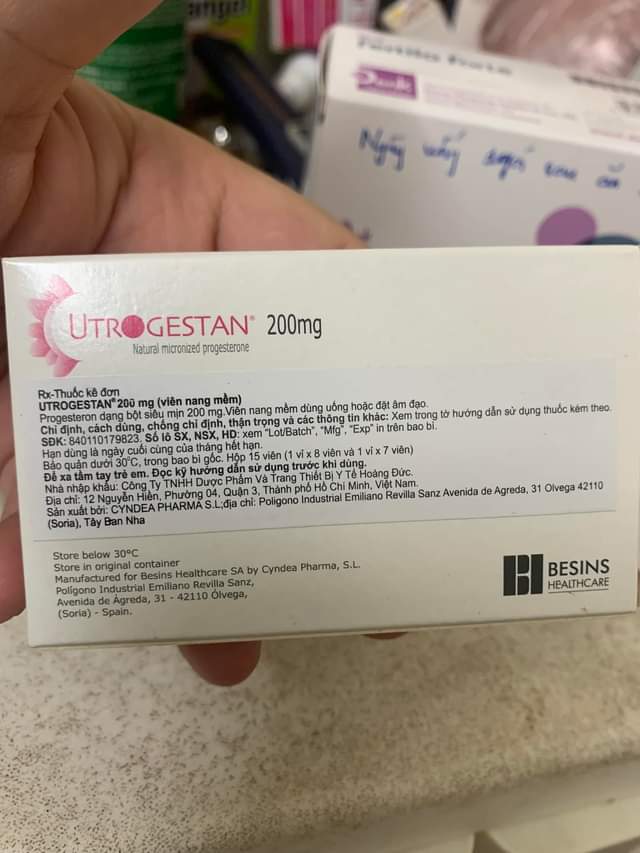 Ngày uống
UTROGESTAN® 200mg
Natural micronized progesterone
Rx-Thuốc kê đơn
UTROGESTAN® 200 mg (viên nang mềm)
Progesteron dạng bột siêu mịn 200 mg.Viên nang mềm dùng uống hoặc đặt âm đạo.
Chỉ định, cách dùng, chống chỉ định, thận trọng và các thông tin khác: Xem trong tờ hướng dẫn sử dụng thuốc kèm theo.
SĐK: 840110179823. Số lô SX, NSX, HD: xem "Lot/Batch", "Mfg", "Exp" in trên bao bì.
Hạn dùng là ngày cuối cùng của tháng hết hạn.
Bảo quản dưới 30°C, trong bao bì gốc. Hộp 15 viên (1 vỉ x 8 viên và 1 vỉ x 7 viên)
Để xa tầm tay trẻ em. Đọc kỹ hướng dẫn sử dụng trước khi dùng.
Nhà nhập khẩu: Công Ty TNHH Dược Phẩm Và Trang Thiết Bị Y Tế Hoàng Đức.
Địa chỉ: 12 Nguyễn Hiền, Phường 04, Quận 3, Thành phố Hồ Chí Minh, Việt Nam.
Sản xuất bởi: CYNDEA PHARMA S.L;địa chỉ: Poligono Industrial Emiliano Revilla Sanz Avenida de Agreda, 31 Olvega 42110
(Soria), Tây Ban Nha
Store below 30°C
Store in original container
Manufactured for Besins Healthcare SA by Cyndea Pharma, S.L.
Polígono Industrial Emiliano Revilla Sanz,
Avenida de Ágreda, 31 - 42110 Ólvega,
(Soria) - Spain.
BESINS
HEALTHCARE